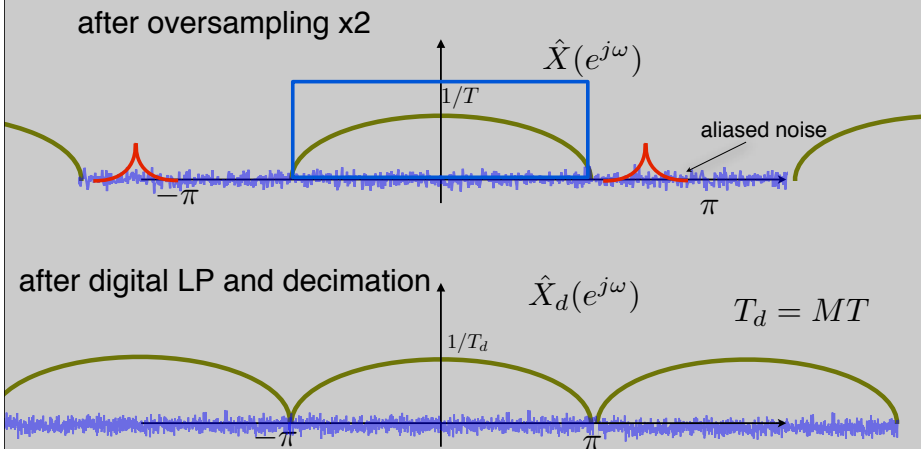 after oversampling x2
X̂(e^{jω})
1/T
aliased noise
−π
π
after digital LP and decimation
X̂_d(e^{jω})
T_d = MT
1/T_d
−π
π